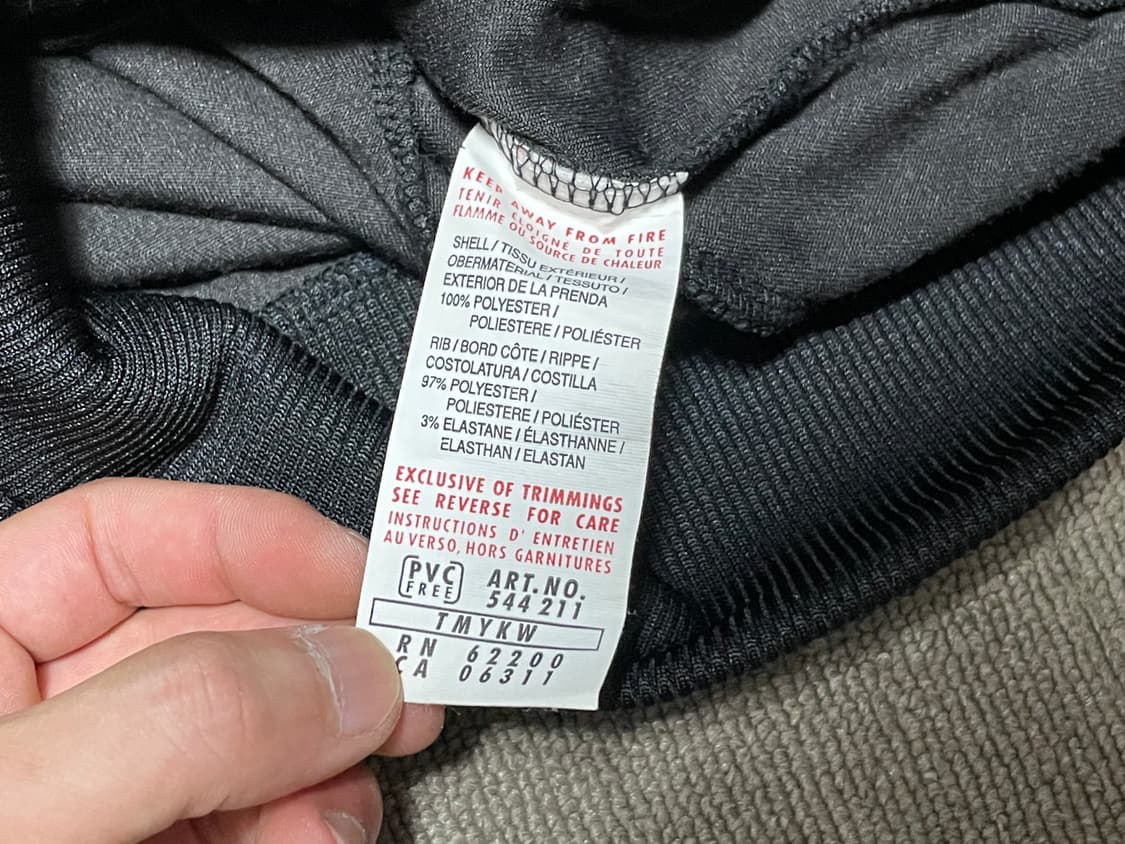 KEEP AWAY FROM FIRE
TENIR ÉLOIGNÉ DE TOUTE
FLAMME OU SOURCE DE CHALEUR
SHELL / TISSU EXTÉRIEUR /
OBERMATERIAL / TESSUTO /
EXTERIOR DE LA PRENDA
100% POLYESTER /
POLIESTERE / POLIÉSTER
RIB / BORD CÔTE / RIPPE /
COSTOLATURA / COSTILLA
97% POLYESTER /
POLIESTERE / POLIÉSTER
3% ELASTANE / ÉLASTHANNE /
ELASTHAN / ELASTAN
EXCLUSIVE OF TRIMMINGS
SEE REVERSE FOR CARE
INSTRUCTIONS D' ENTRETIEN
AU VERSO, HORS GARNITURES
PVC FREE
ART.NO.
544211
TMYKW
RN 62200
CA 06311